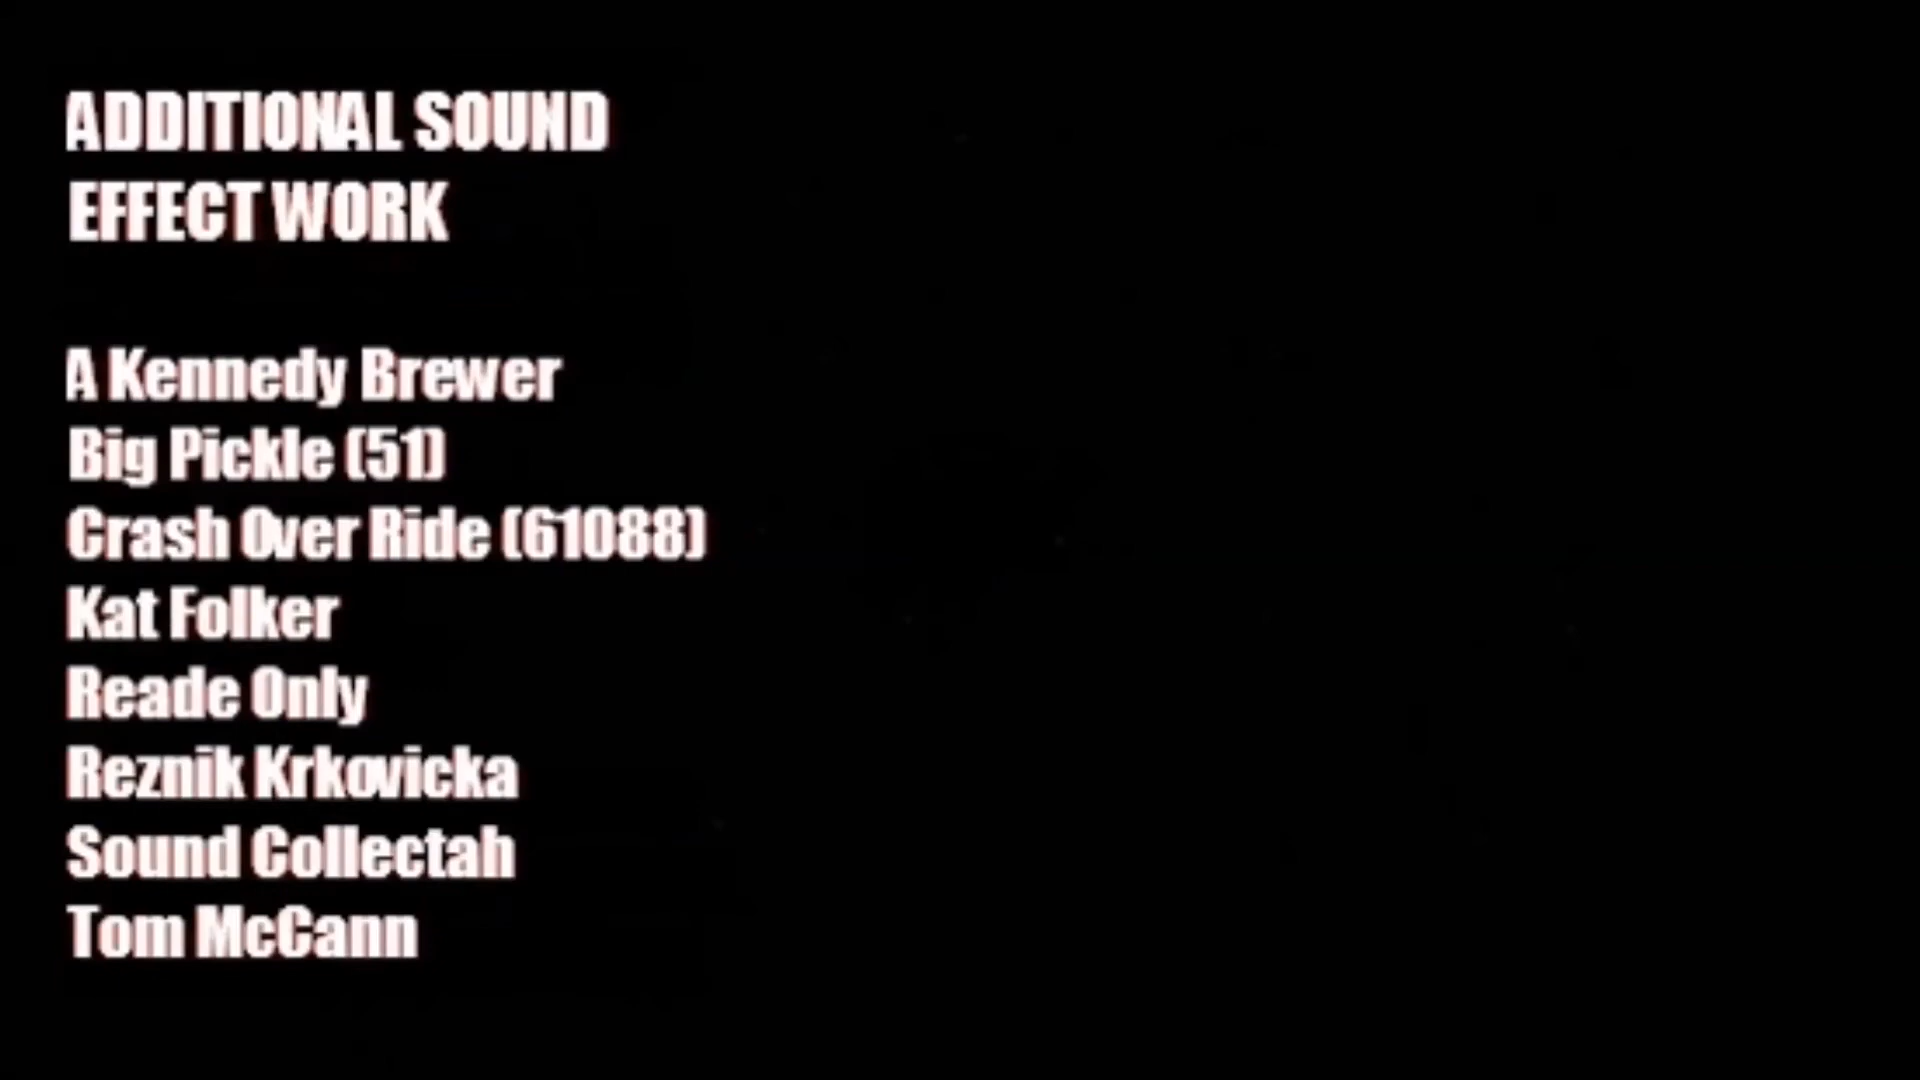 ADDITIONAL SOUND
EFFECT WORK
A Kennedy Brewer
Big Pickle (51)
Crash Over Ride (61088)
Kat Folker
Reade Only
Reznik Krkovicka
Sound Collectah
Tom McCann